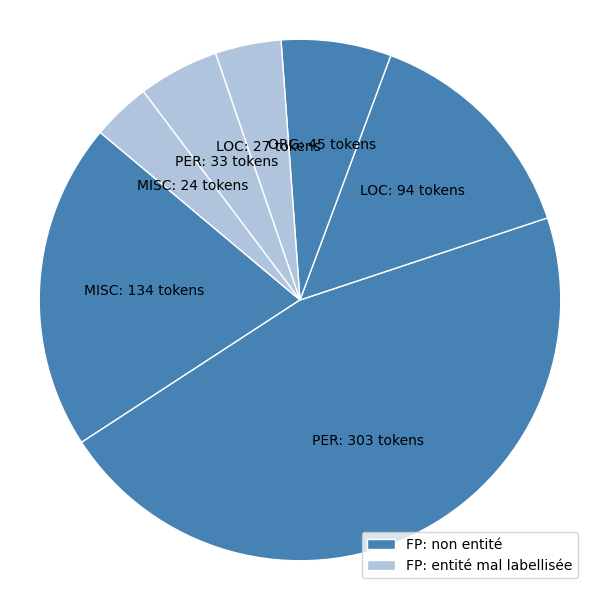 LOC: 27 tokens
ORG: 45 tokens
PER: 33 tokens
MISC: 24 tokens
LOC: 94 tokens
MISC: 134 tokens
PER: 303 tokens
FP: non entité
FP: entité mal labellisée